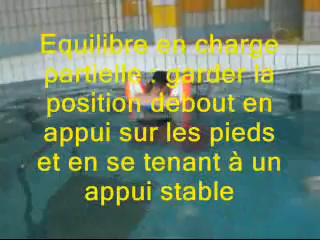 Equilibre en charge
partielle : garder la
position debout en
appui sur les pieds
et en se tenant à un
appui stable